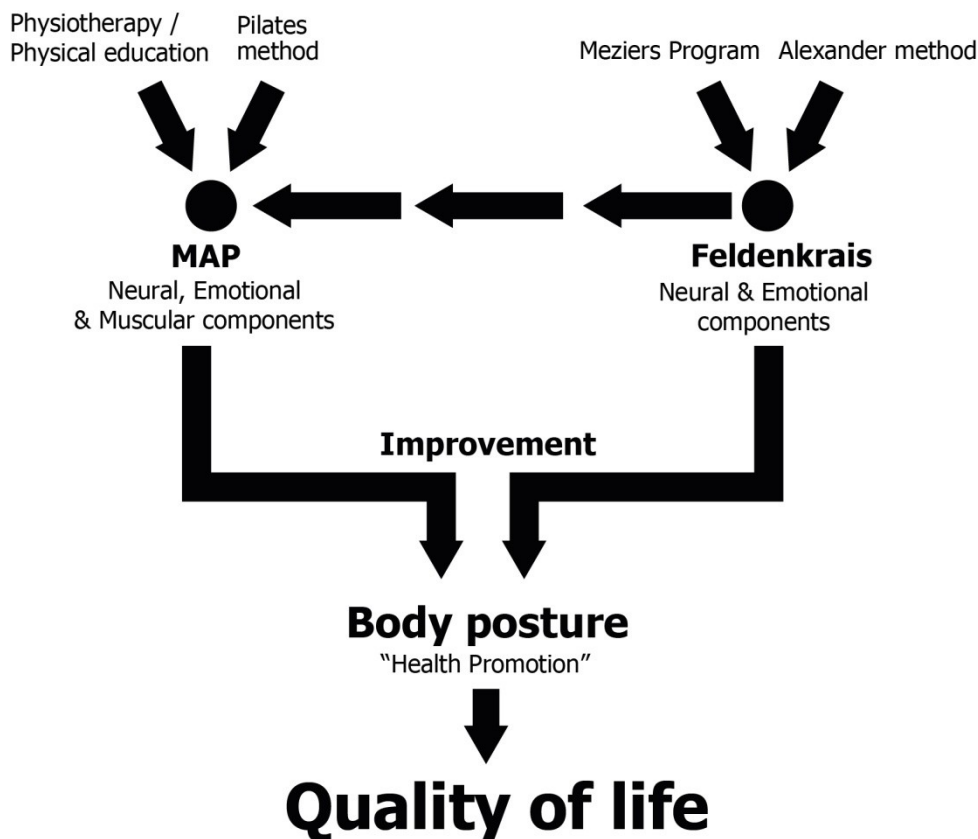 Physiotherapy /
Physical education
Pilates
method
Meziers Program
Alexander method
MAP
Neural, Emotional
& Muscular components
Feldenkrais
Neural & Emotional
components
Improvement
Body posture
“Health Promotion”
Quality of life